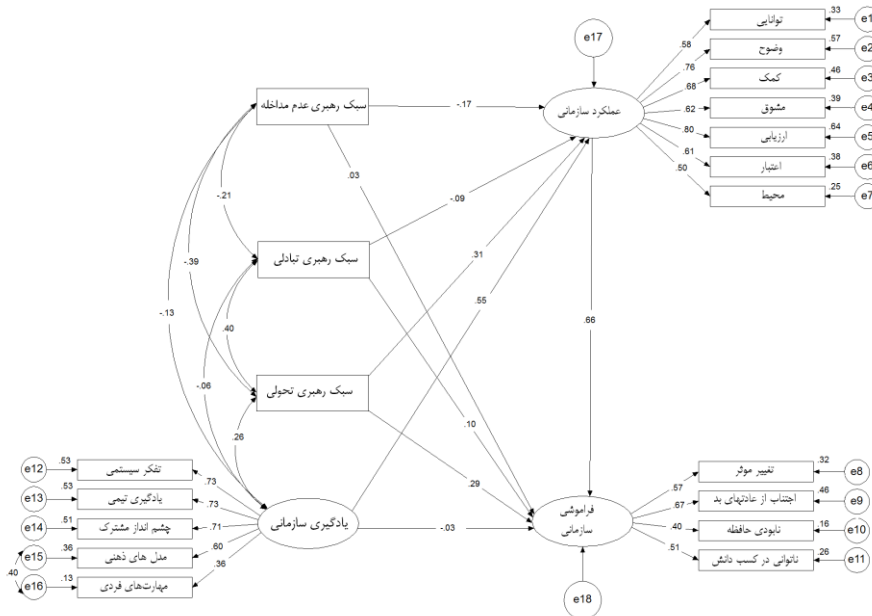 e17
.33
توانایی
e1
.58
.57
وضوح
e2
.76
.46
کمک
e3
.68
.39
مشوق
e4
.62
.64
ارزیابی
e5
.80
.38
اعتبار
e6
.61
.25
محیط
e7
.50
سبک رهبری عدم مداخله
-.17
عملکرد سازمانی
.03
-.21
-.09
سبک رهبری تبادلی
-.39
.31
.55
-.13
.40
.66
-.06
سبک رهبری تحولی
.26
.10
.29
e12
.53
تفکر سیستمی
.73
e13
.53
یادگیری تیمی
.73
e14
.51
چشم انداز مشترک
.71
e15
.36
مدل های ذهنی
.60
.40
e16
.13
مهارت‌های فردی
.36
یادگیری سازمانی
-.03
فراموشی
سازمانی
e18
.32
تغییر موثر
e8
.57
.46
اجتناب از عادتهای بد
e9
.67
.16
نابودی حافظه
e10
.40
.26
ناتوانی در کسب دانش
e11
.51